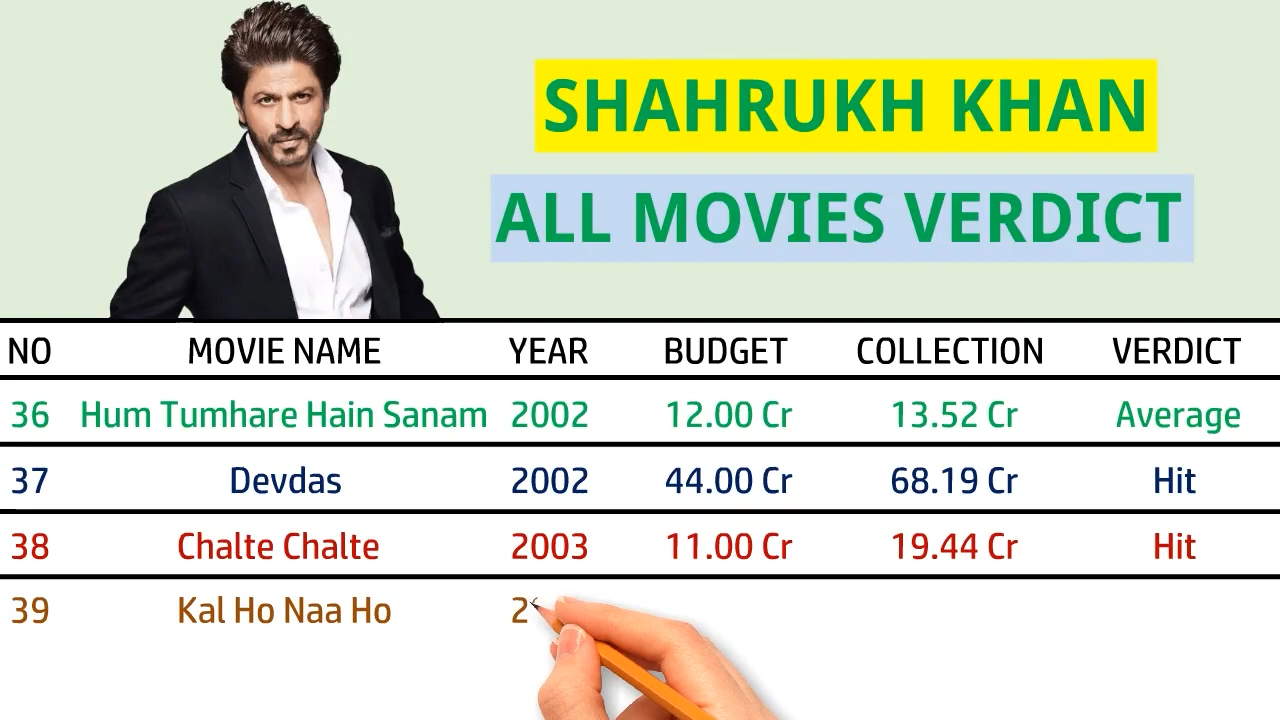 SHAHRUKH KHAN
ALL MOVIES VERDICT
NO MOVIE NAME YEAR BUDGET COLLECTION VERDICT
36 Hum Tumhare Hain Sanam 2002 12.00 Cr 13.52 Cr Average
37 Devdas 2002 44.00 Cr 68.19 Cr Hit
38 Chalte Chalte 2003 11.00 Cr 19.44 Cr Hit
39 Kal Ho Naa Ho 2